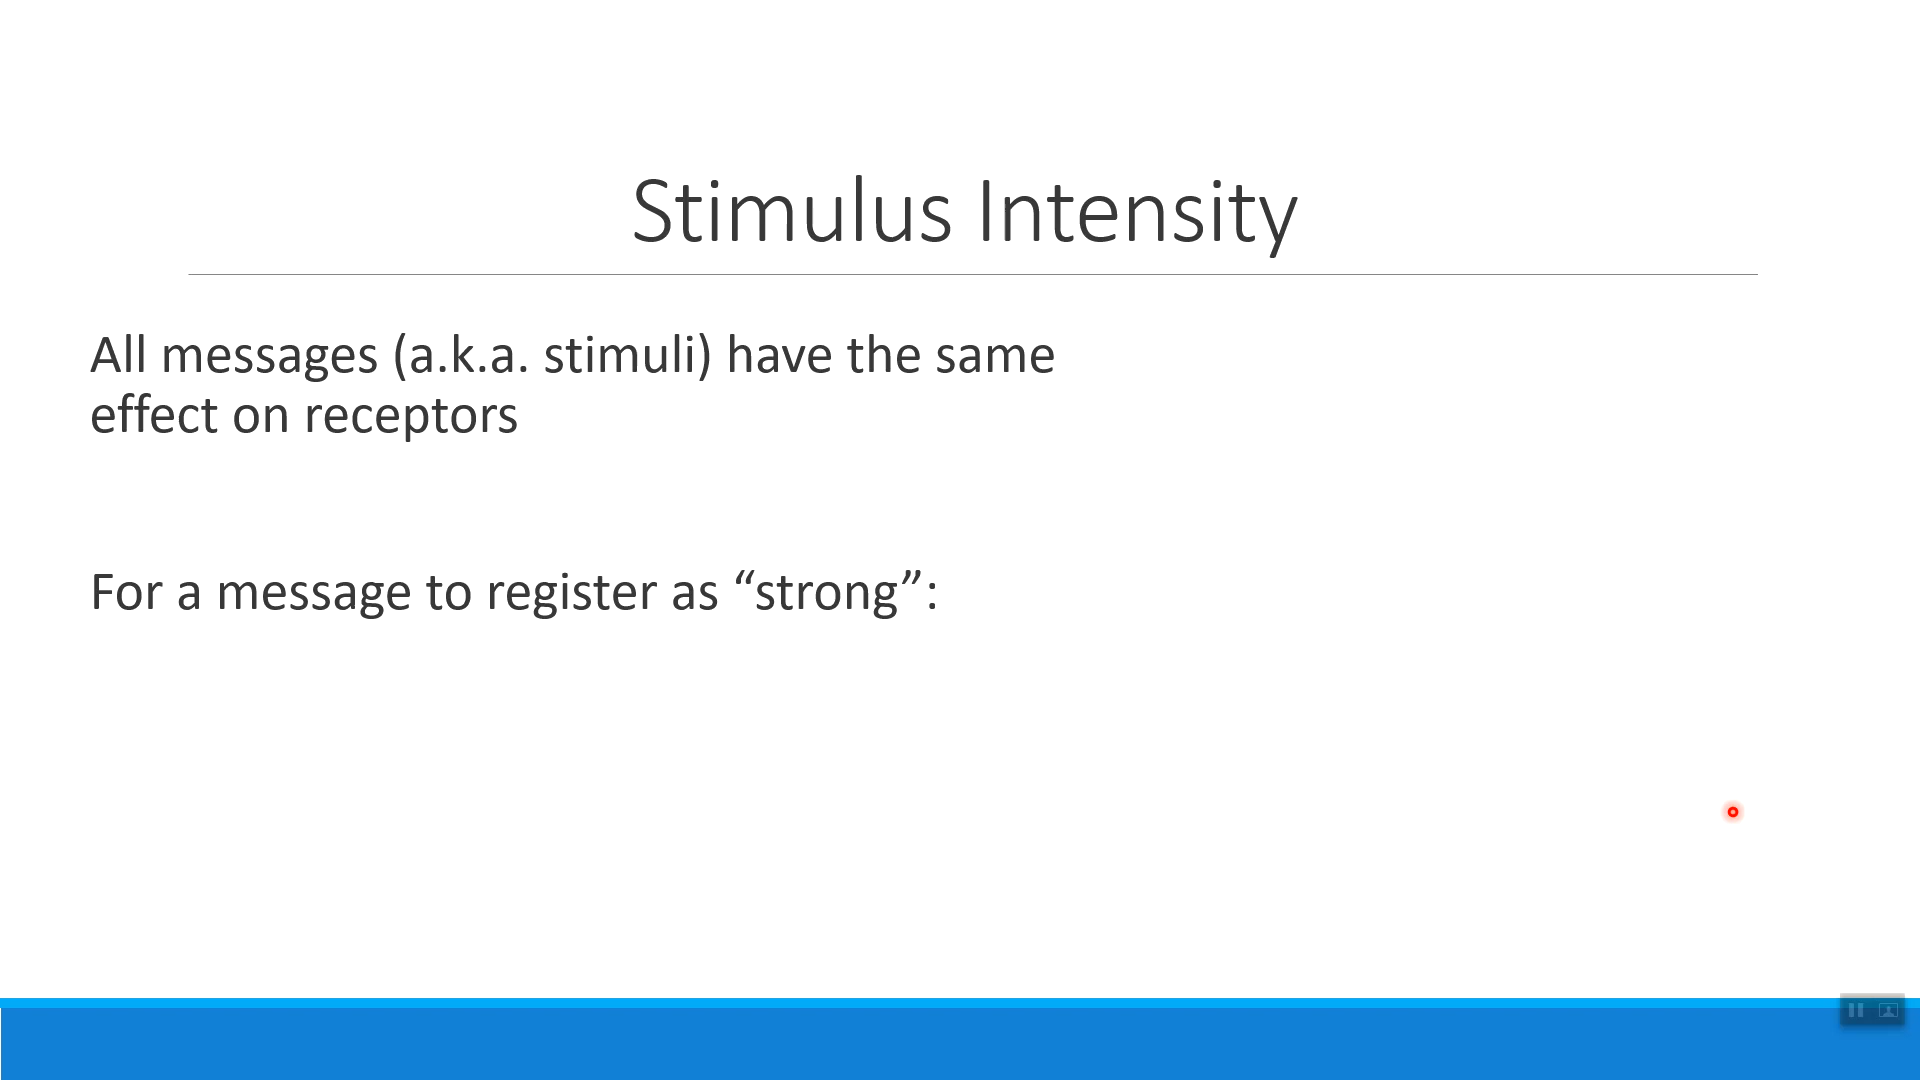 Stimulus Intensity
All messages (a.k.a. stimuli) have the same
effect on receptors
For a message to register as “strong”: